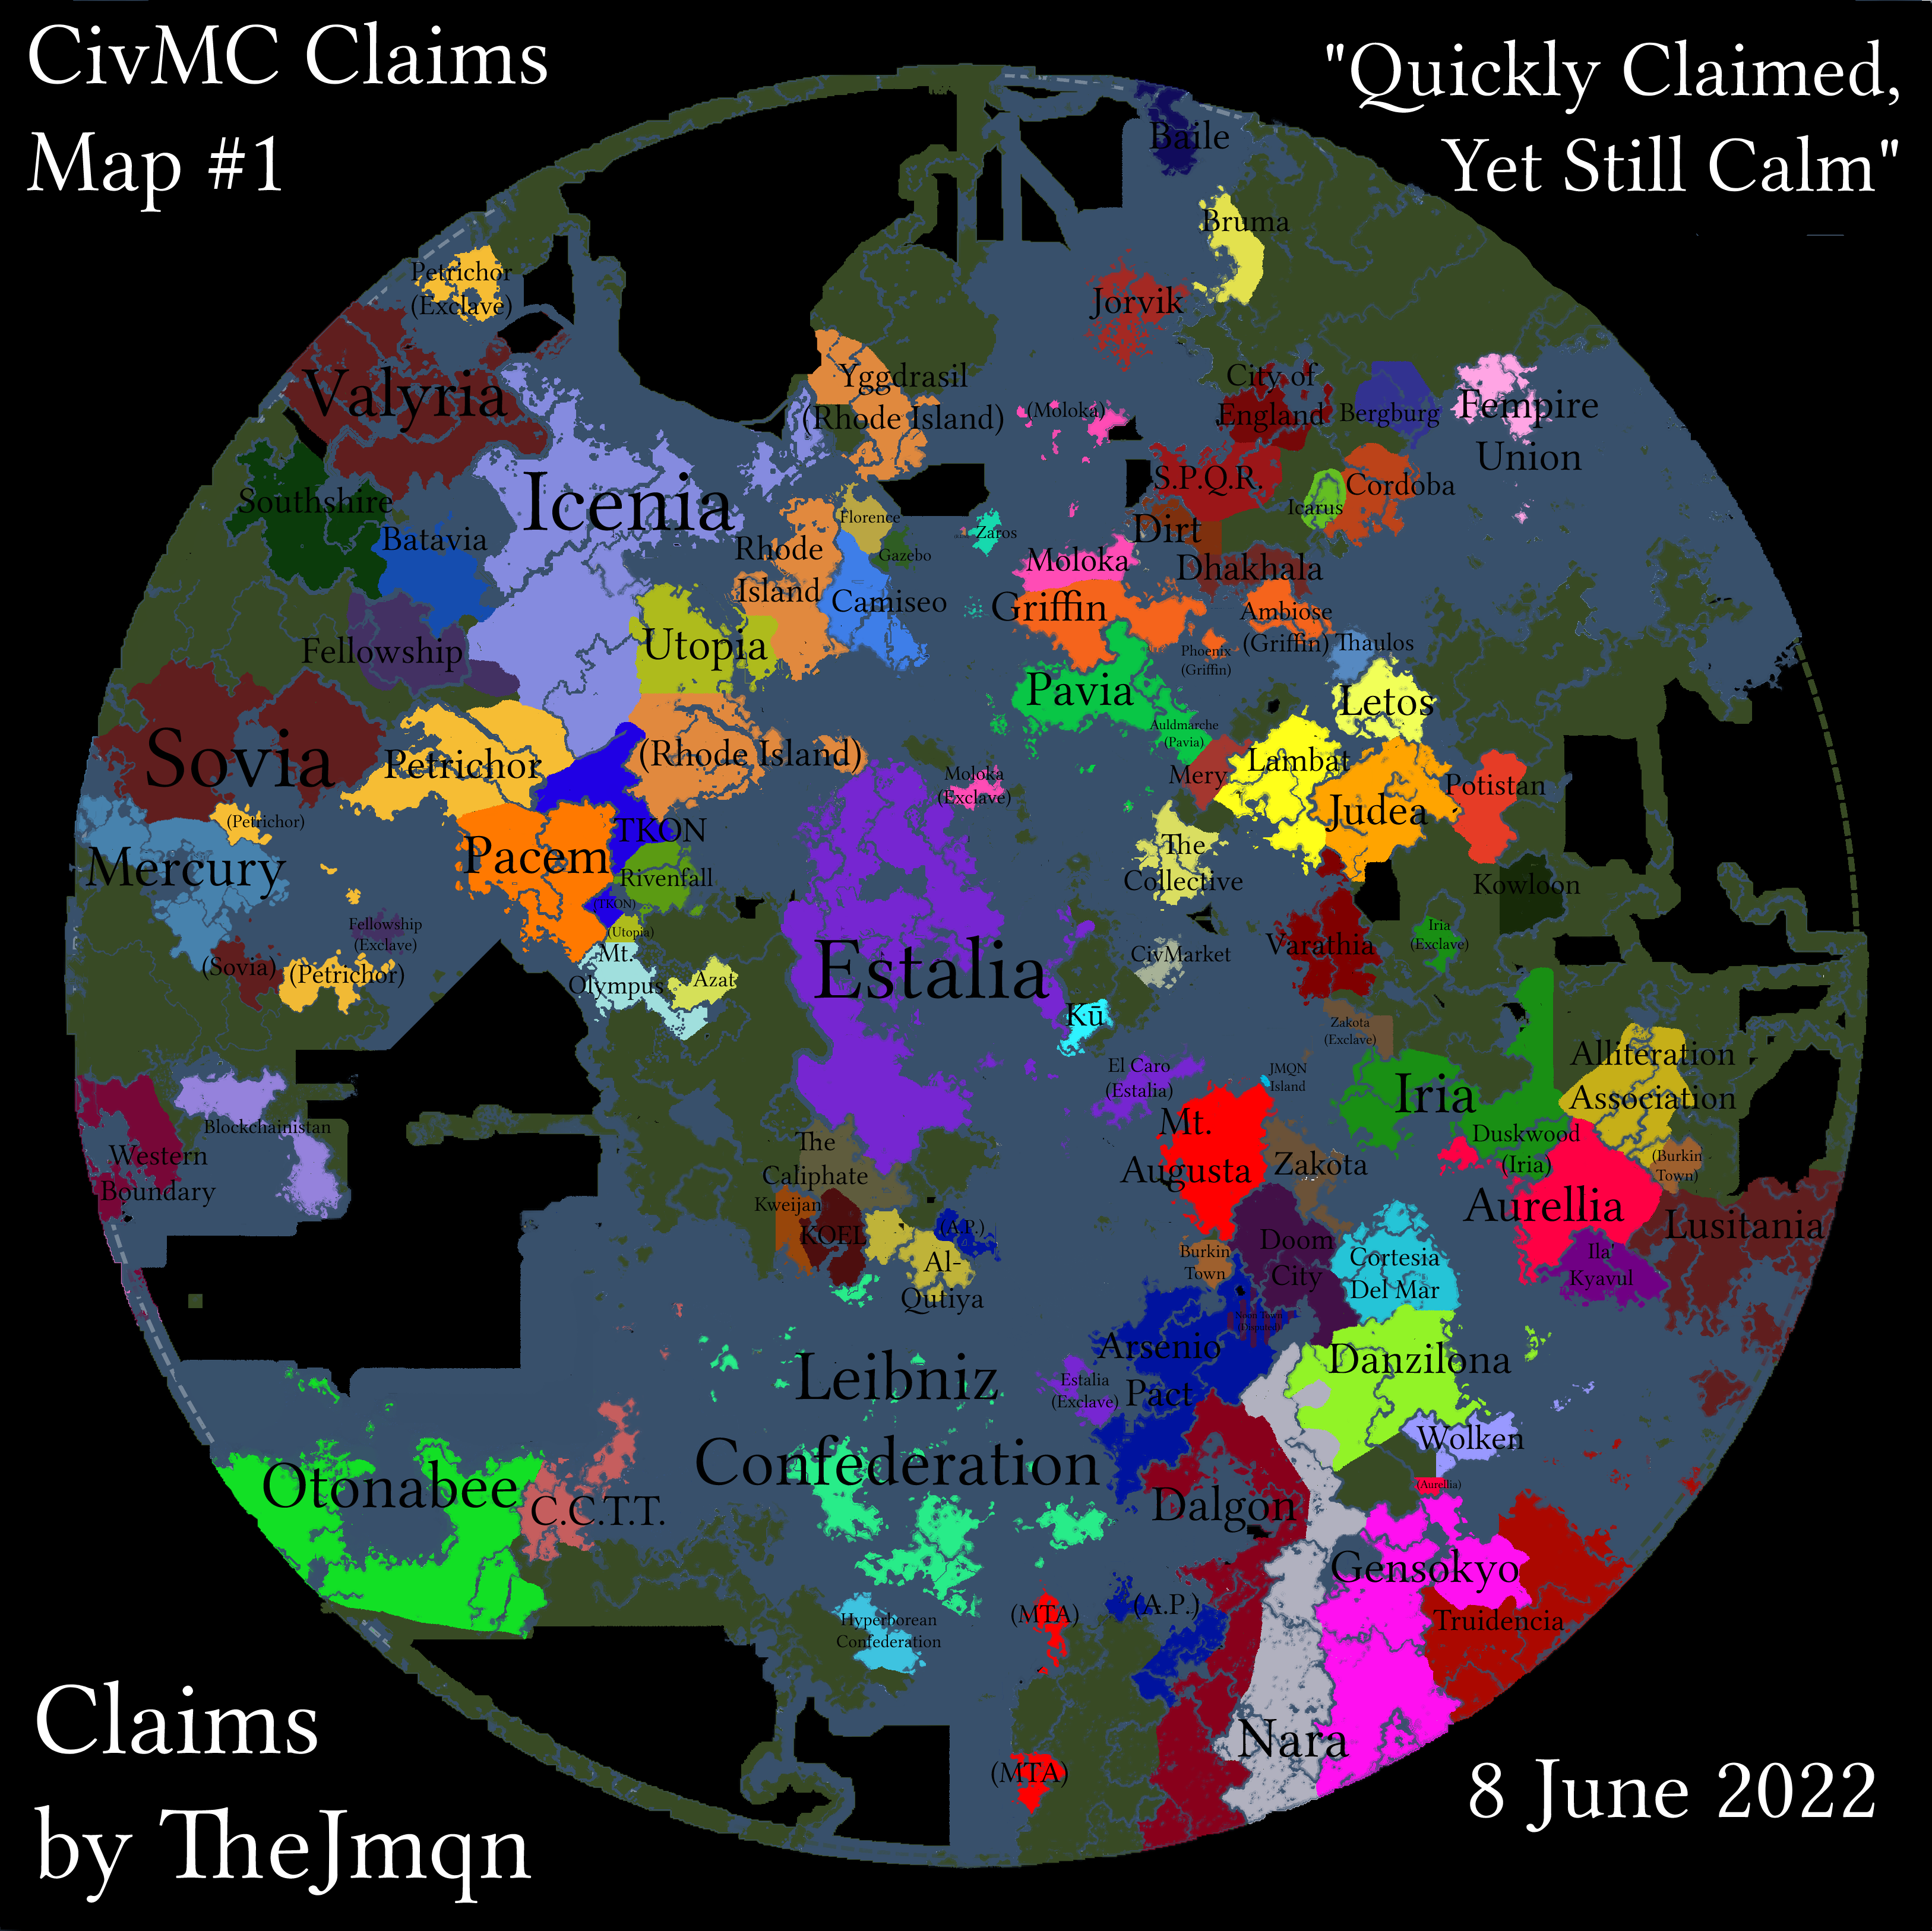 CivMC Claims
Map #1
"Quickly Claimed,
Yet Still Calm"
Baile
Bruma
Petrichor
(Exclave)
Jorvik
Valyria
Yggdrasil
(Rhode Island)
(Moloka)
City of
England
Bergburg
Fempire
Union
Southshire
Batavia
Icenia
Florence
Gazebo
Zaros
S.P.Q.R.
Icarus
Cordoba
Dirt
Rhode
Island
Camiseo
Moloka
Dhakhala
Griffin
Ambiose
(Griffin)
Phoenix
(Griffin)
Thaulos
Fellowship
Utopia
Pavia
Auldmarche
(Pavia)
Letos
Sovia
Petrichor
(Rhode Island)
Moloka
(Exclave)
Mery
Lambat
Judea
Potistan
(Petrichor)
Mercury
Pacem
TKON
Rivenfall
(TKON)
(Utopia)
The
Collective
Kowloon
Fellowship
(Exclave)
(Sovia)
(Petrichor)
Mt.
Olympus
Azat
Estalia
CivMarket
Varathia
Iria
(Exclave)
Kū
Zakota
(Exclave)
El Caro
(Estalia)
JMQN
Island
Iria
Alliteration
Association
Western
Boundary
Blockchainistan
The
Caliphate
Mt.
Augusta
Zakota
Duskwood
(Iria)
(Burkin
Town)
Kweijan
KOEL
(A.P.)
Al-
Qutiya
Aurellia
Lusitania
Burkin
Town
Doom
City
Cortesia
Del Mar
Ila'
Kyavul
Leibniz
Confederation
Arsenio
Pact
Estalia
(Exclave)
Danzilona
Wolken
(Aurellia)
Otonabee
C.C.T.T.
Dalgon
Gensokyo
Truidencia
Hyperborean
Confederation
(MTA)
(A.P.)
Nara
(MTA)
Claims
by TheJmqn
8 June 2022